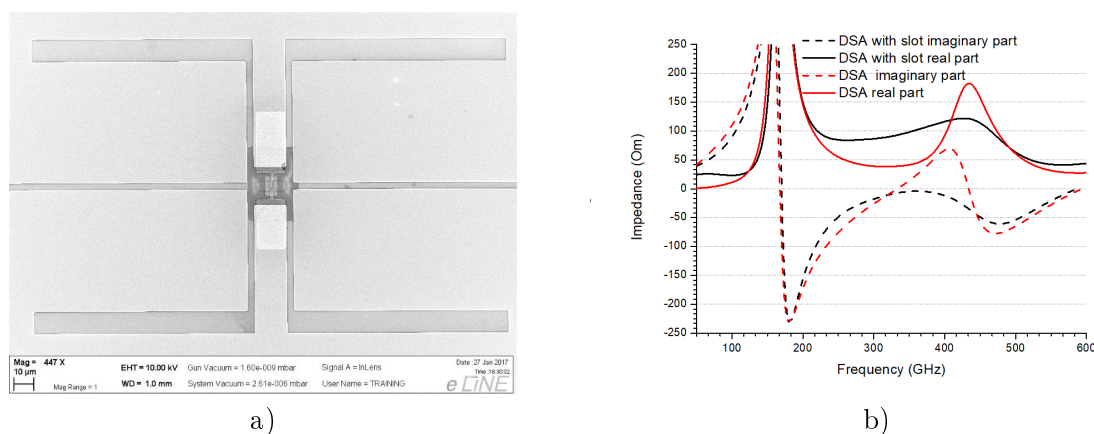 Mag = 447 X
10 µm
Msg Range = 1
EHT = 10.00 kV
WD = 1.0 mm
Gun Vacuum = 1.60e-009 mbar
System Vacuum = 2.61e-006 mbar
Signal A = InLens
User Name = TRAINING
Date :27 Jan 2017
Time :16:30:02
e LiNE
a)
DSA with slot imaginary part
DSA with slot real part
DSA imaginary part
DSA real part
Impedance (Om)
250
200
150
100
50
0
-50
-100
-150
-200
-250
100 200 300 400 500 600
Frequency (GHz)
b)